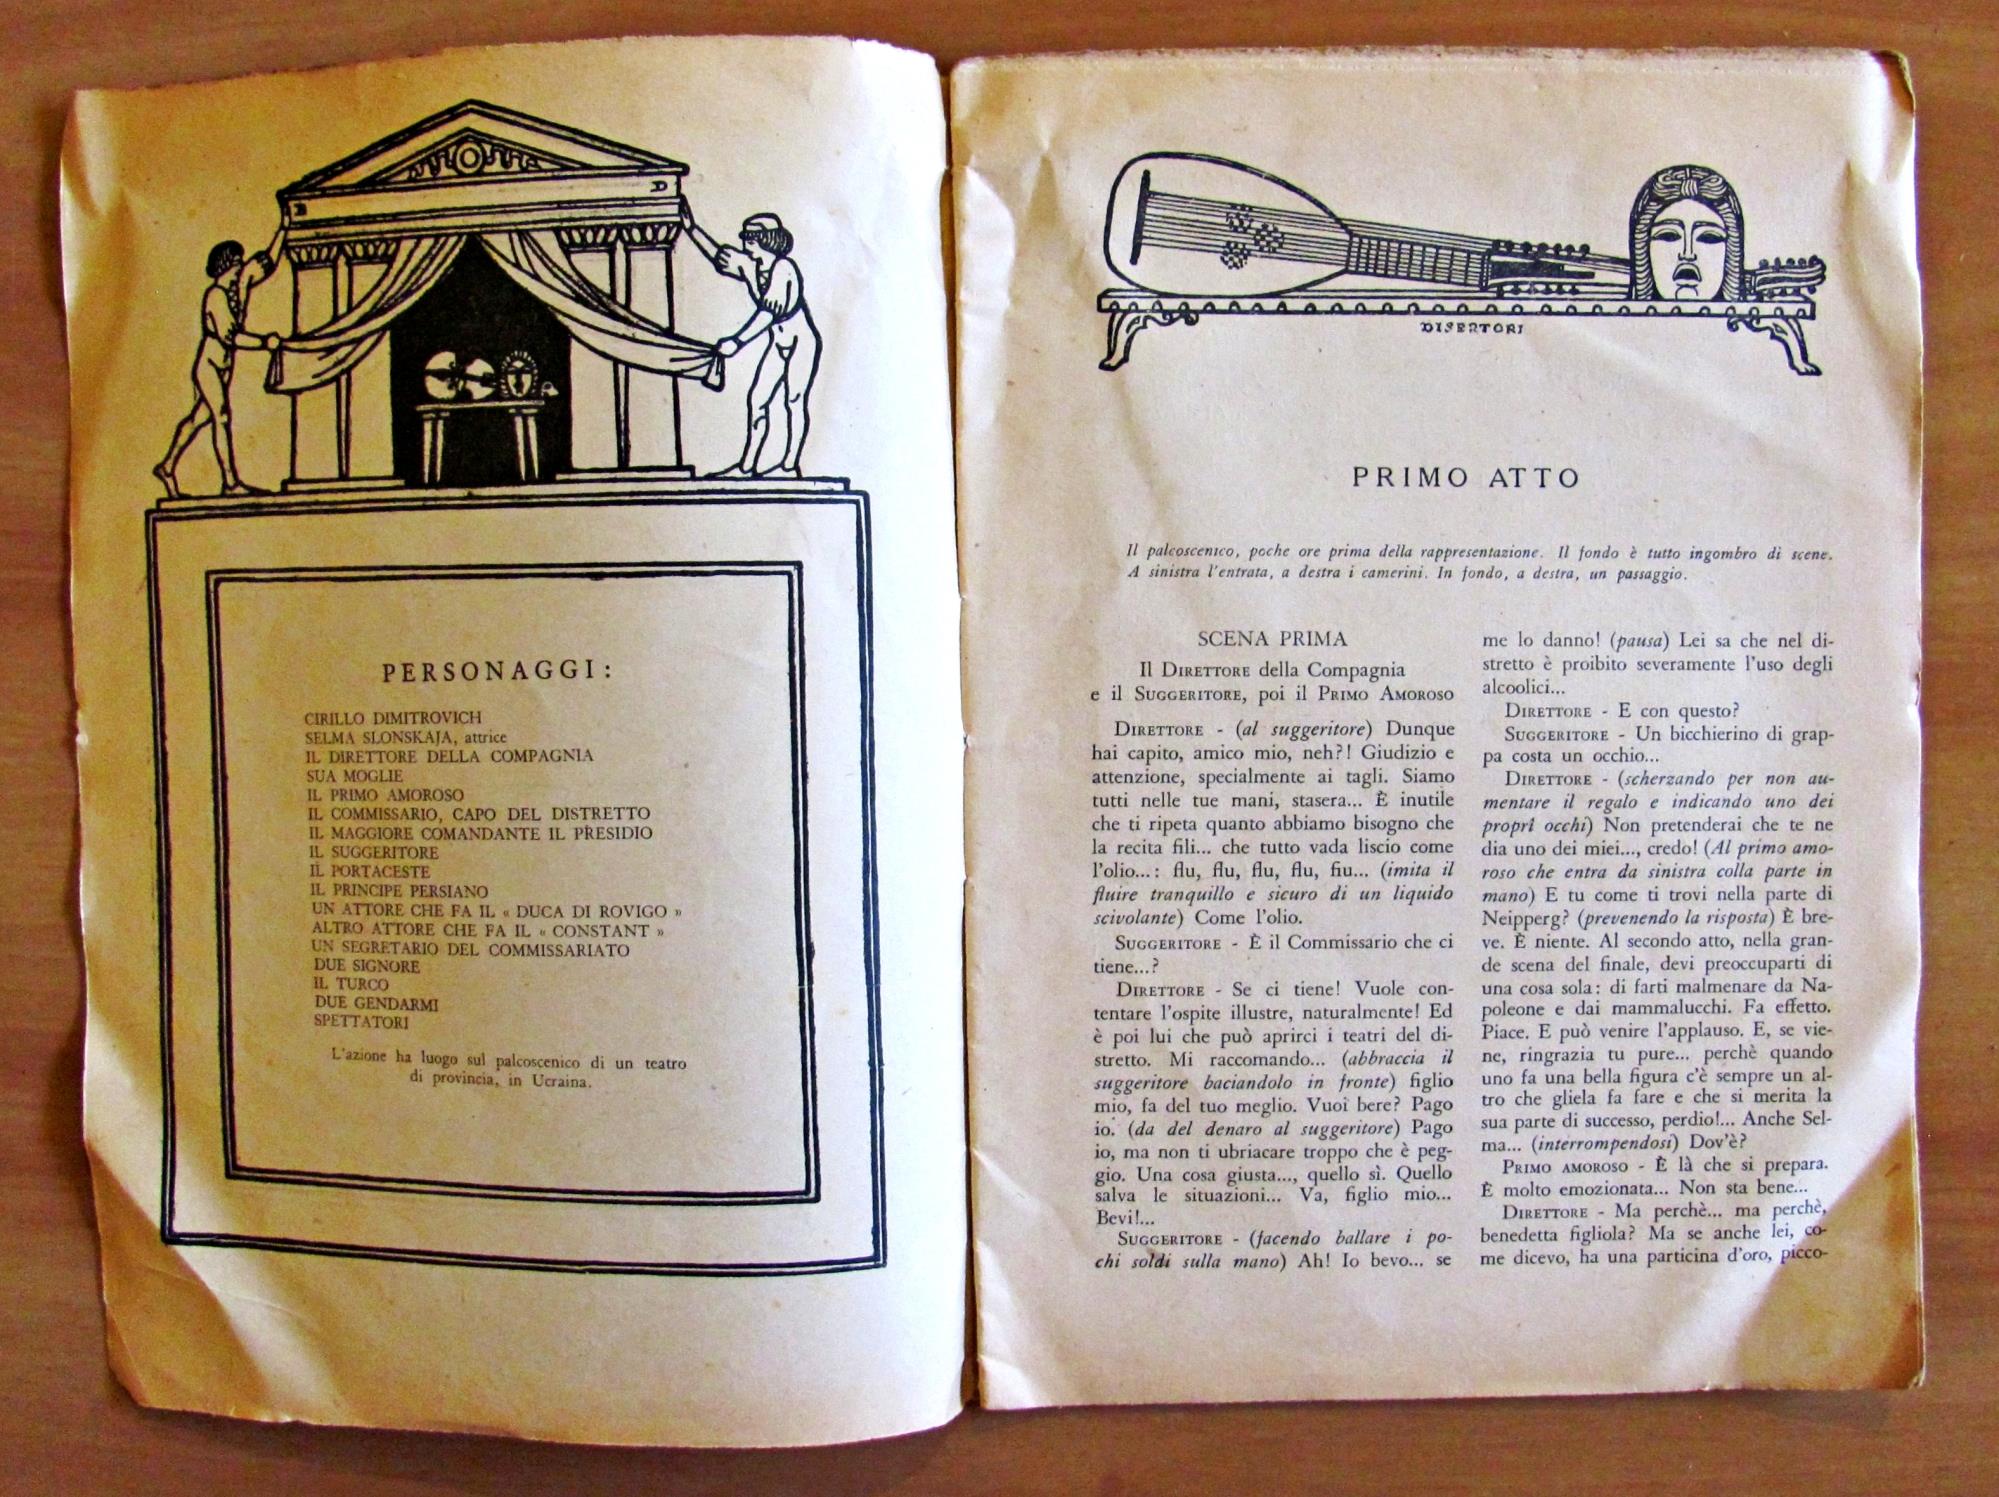 B D
PERSONAGGI:
CIRILLO DIMITROVICH
SELMA SLONSKAJA, attrice
IL DIRETTORE DELLA COMPAGNIA
SUA MOGLIE
IL PRIMO AMOROSO
IL COMMISSARIO, CAPO DEL DISTRETTO
IL MAGGIORE COMANDANTE IL PRESIDIO
IL SUGGERITORE
IL PORTACESTE
IL PRINCIPE PERSIANO
UN ATTORE CHE FA IL « DUCA DI ROVIGO »
ALTRO ATTORE CHE FA IL « CONSTANT »
UN SEGRETARIO DEL COMMISSARIATO
DUE SIGNORE
IL TURCO
DUE GENDARMI
SPETTATORI
L'azione ha luogo sul palcoscenico di un teatro
di provincia, in Ucraina.
DISERTORI
PRIMO ATTO
Il palcoscenico, poche ore prima della rappresentazione. Il fondo è tutto ingombro di scene.
A sinistra l'entrata, a destra i camerini. In fondo, a destra, un passaggio.
SCENA PRIMA
Il DIRETTORE della Compagnia
e il SUGGERITORE, poi il PRIMO AMOROSO
DIRETTORE - (al suggeritore) Dunque
hai capito, amico mio, neh?! Giudizio e
attenzione, specialmente ai tagli. Siamo
tutti nelle tue mani, stasera... È inutile
che ti ripeta quanto abbiamo bisogno che
la recita fili... che tutto vada liscio come
l'olio...: flu, flu, flu, flu, fiu... (imita il
fluire tranquillo e sicuro di un liquido
scivolante) Come l'olio.
SUGGERITORE - È il Commissario che ci
tiene...?
DIRETTORE - Se ci tiene! Vuole con-
tentare l'ospite illustre, naturalmente! Ed
è poi lui che può aprirci i teatri del di-
stretto. Mi raccomando... (abbraccia il
suggeritore baciandolo in fronte) figlio
mio, fa del tuo meglio. Vuoi bere? Pago
io. (da del denaro al suggeritore) Pago
io, ma non ti ubriacare troppo che è peg-
gio. Una cosa giusta..., quello sì. Quello
salva le situazioni... Va, figlio mio...
Bevi!...
SUGGERITORE - (facendo ballare i po-
chi soldi sulla mano) Ah! Io bevo... se
me lo danno! (pausa) Lei sa che nel di-
stretto è proibito severamente l'uso degli
alcoolici...
DIRETTORE - E con questo?
SUGGERITORE - Un bicchierino di grap-
pa costa un occhio...
DIRETTORE - (scherzando per non au-
mentare il regalo e indicando uno dei
proprî occhi) Non pretenderai che te ne
dia uno dei miei..., credo! (Al primo amo-
roso che entra da sinistra colla parte in
mano) E tu come ti trovi nella parte di
Neipperg? (prevenendo la risposta) È bre-
ve. È niente. Al secondo atto, nella gran-
de scena del finale, devi preoccuparti di
una cosa sola: di farti malmenare da Na-
poleone e dai mammalucchi. Fa effetto.
Piace. E può venire l'applauso. E, se vie-
ne, ringrazia tu pure... perchè quando
uno fa una bella figura c'è sempre un al-
tro che gliela fa fare e che si merita la
sua parte di successo, perdio!... Anche Sel-
ma... (interrompendosi) Dov'è?
PRIMO AMOROSO - È là che si prepara.
È molto emozionata... Non sta bene...
DIRETTORE - Ma perchè... ma perchè,
benedetta figliola? Ma se anche lei, co-
me dicevo, ha una particina d'oro, picco-